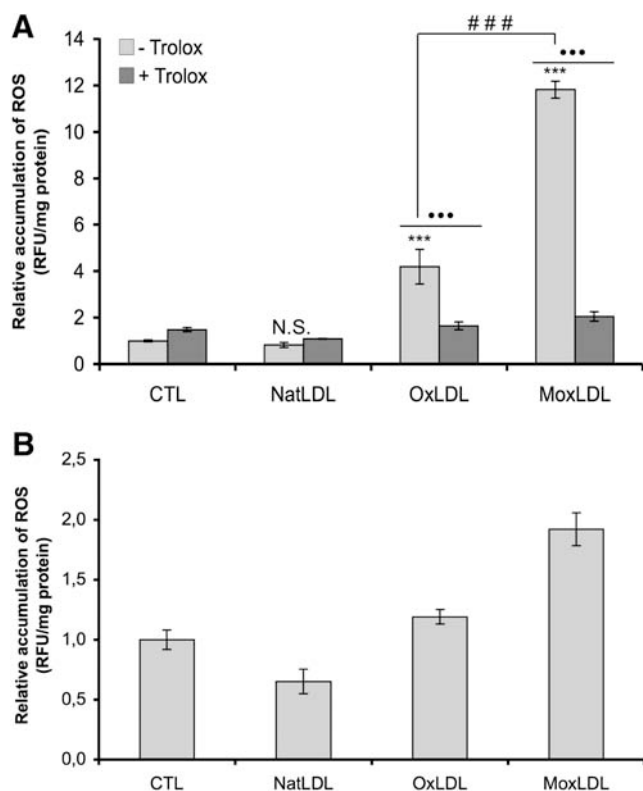 A
Relative accumulation of ROS
(RFU/mg protein)
14
12
10
8
6
4
2
0
- Trolox
+ Trolox
# # #
•••
***
•••
***
N.S.
CTL NatLDL OxLDL MoxLDL
B
Relative accumulation of ROS
(RFU/mg protein)
2,5
2,0
1,5
1,0
0,5
0,0
CTL NatLDL OxLDL MoxLDL